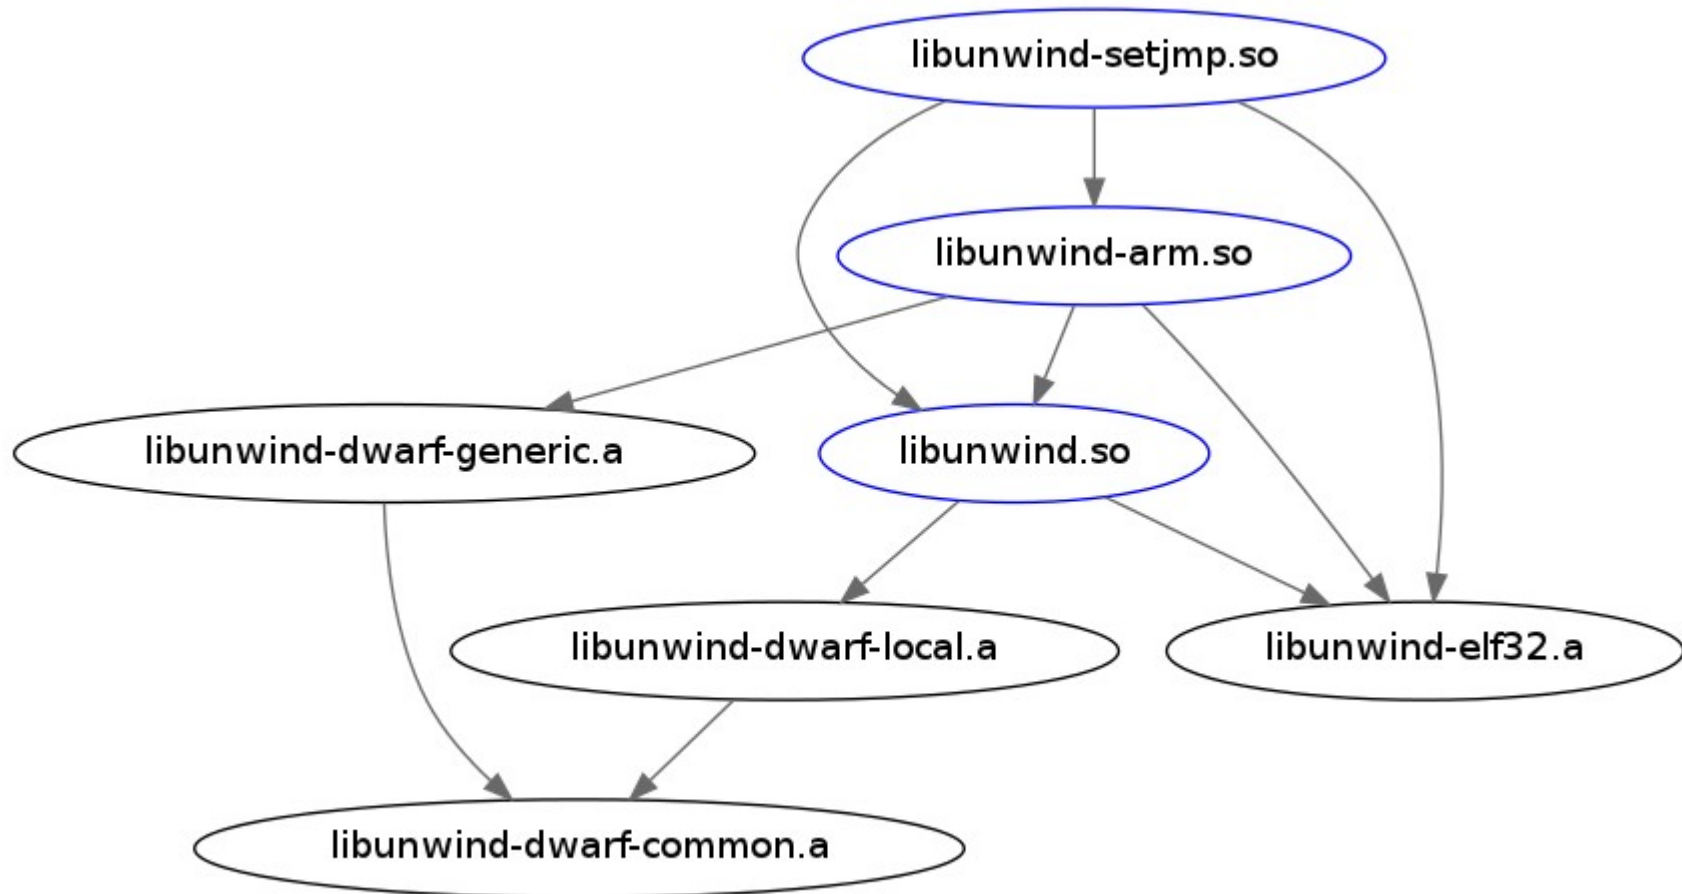 libunwind-setjmp.so
libunwind-arm.so
libunwind-dwarf-generic.a
libunwind.so
libunwind-dwarf-local.a
libunwind-elf32.a
libunwind-dwarf-common.a